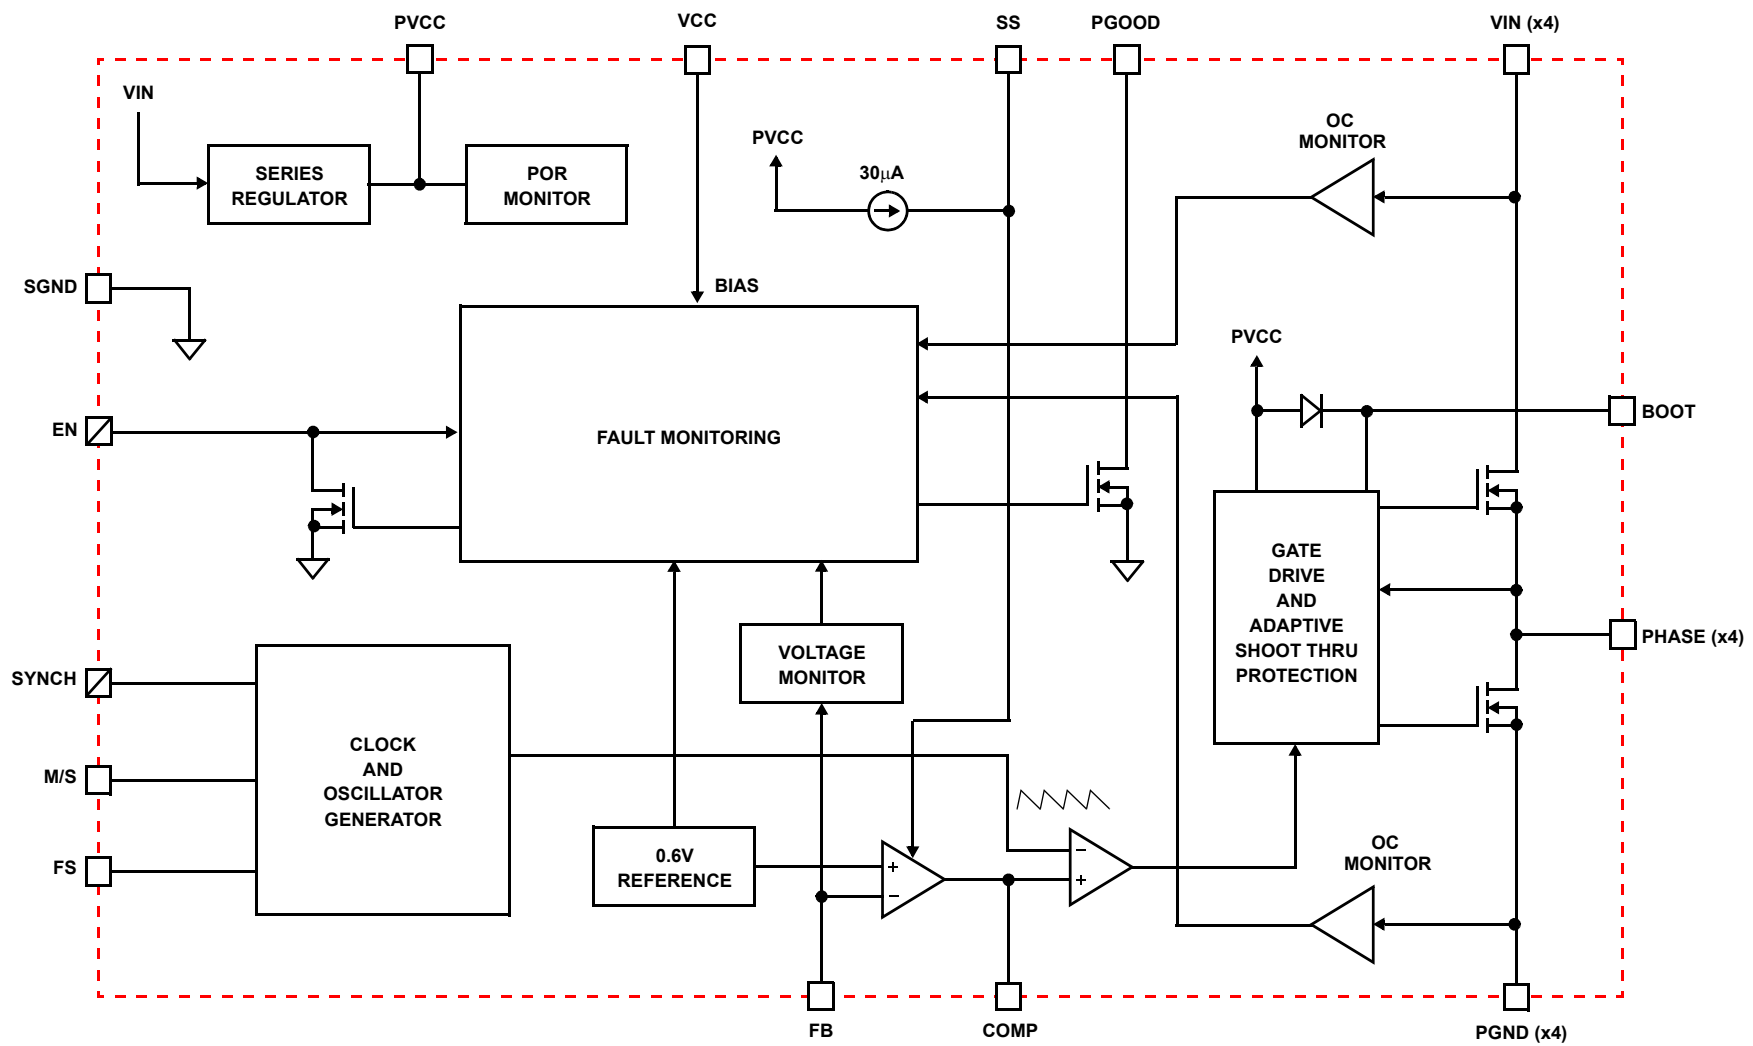 PVCC
VCC
SS
PGOOD
VIN (x4)
VIN
SERIES
REGULATOR
POR
MONITOR
PVCC
30μA
OC
MONITOR
SGND
BIAS
PVCC
EN
FAULT MONITORING
BOOT
GATE
DRIVE
AND
ADAPTIVE
SHOOT THRU
PROTECTION
PHASE (x4)
VOLTAGE
MONITOR
SYNCH
M/S
FS
CLOCK
AND
OSCILLATOR
GENERATOR
0.6V
REFERENCE
+
−
−
+
OC
MONITOR
FB
COMP
PGND (x4)